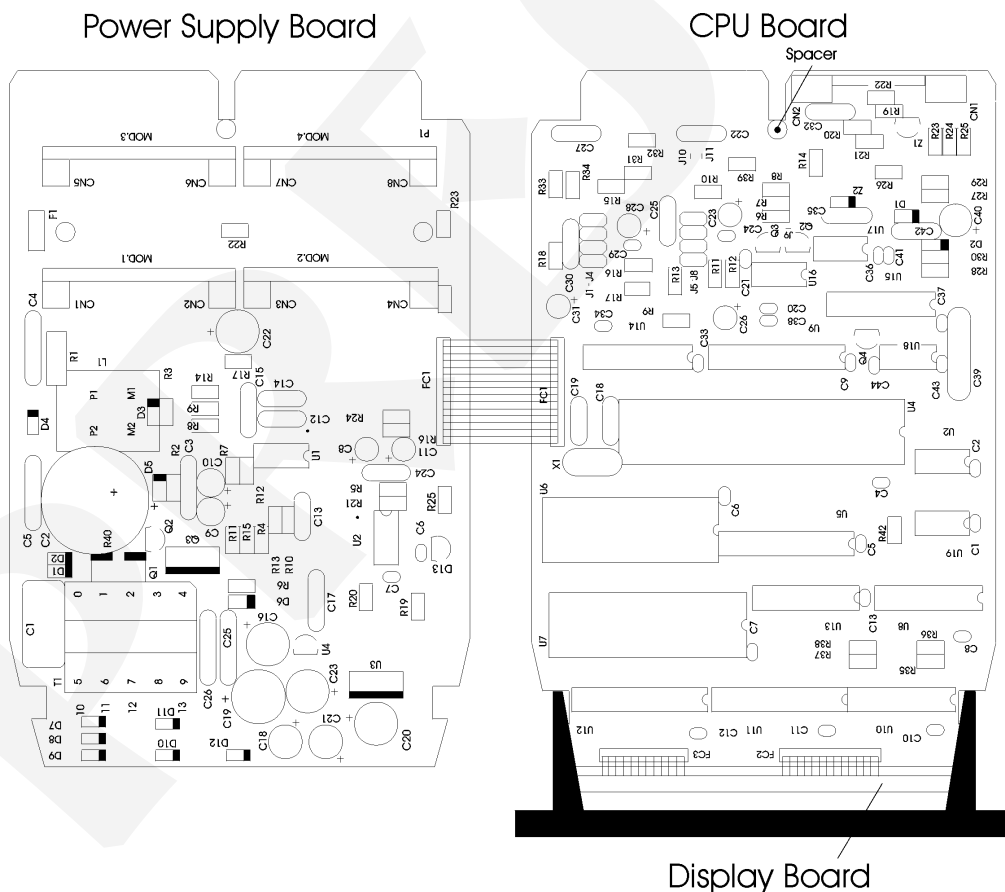 Power Supply Board
CPU Board
Spacer
MOD.3
MOD.4
P1
CN5
CN6
CN7
CN8
F1
R22
R23
MOD.1
MOD.2
CN1
CN2
CN3
CN4
C4
R1
L1
C22
R17
P1
M1
R3
D3
P2
M2
D4
R14
R9
R8
C15
C14
C12
R24
C8
R16
C11
C24
R5
R21
R25
U2
C6
D13
C7
R20
R19
R2
D5
C3
C10
R7
U1
R12
C9
C13
R11
R15
R4
R13
R10
C5
C2
R40
Q2
Q3
Q1
D2
D1
R6
D6
C17
C16
U4
C1
T1
0
1
2
3
4
5
6
7
8
9
10
11
12
13
C25
C26
C23
C19
C21
C18
C20
U3
D7
D8
D9
D11
D10
D12
FC1
FC1
C27
R32
R31
J10
J11
C22
CN2
C32
R22
R19
CN1
R20
R21
Z1
R23
R24
R25
R33
R34
R15
R10
R39
R14
R8
R7
R6
R26
R29
R27
Z2
D1
C35
C40
C28
C25
C23
C24
Q3
J9
Q2
U17
C42
D2
R30
R28
R18
C30
C29
R16
J1-J4
R17
R13
J5-J8
R11
R12
C21
U16
C36
C41
U15
C31
C34
U14
R9
C33
C26
C20
C38
U9
C37
Q4
U18
C9
C44
C43
C39
C19
C18
X1
U4
U2
C2
C4
U6
C6
U5
C5
R42
U19
C1
U7
C7
U13
C13
U8
R38
R37
R36
R35
C8
U12
C12
U11
C11
U10
C10
FC3
FC2
Display Board